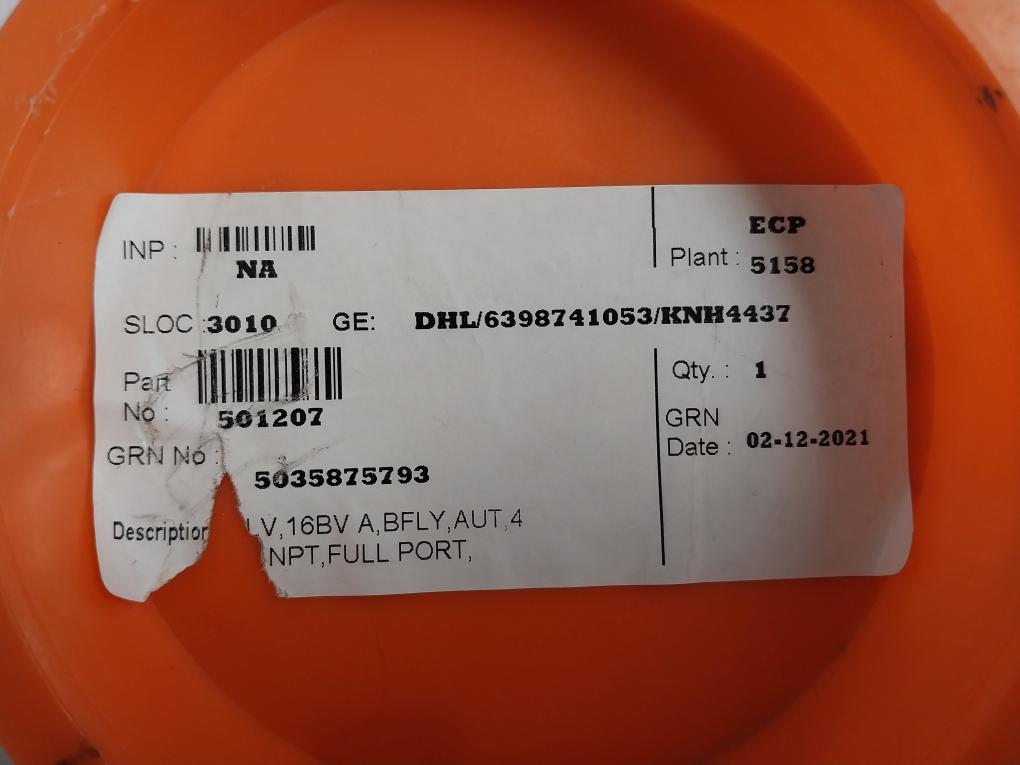 INP :
NA
ECP
Plant : 5158
SLOC :3010 GE: DHL/6398741053/KNH4437
Part
No : 501207
Qty. : 1
GRN
Date : 02-12-2021
GRN No : 5035875793
Description LV,16BV A,BFLY,AUT,4
NPT,FULL PORT,